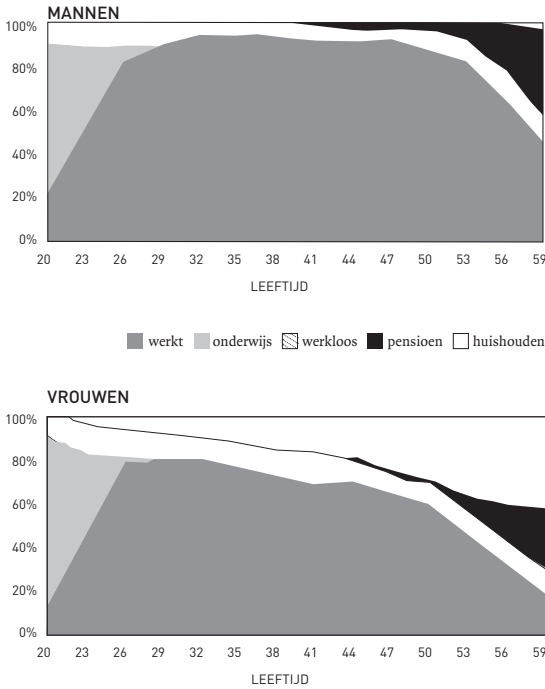 MANNEN
100%
80%
60%
40%
20%
0%
20 23 26 29 32 35 38 41 44 47 50 53 56 59
LEEFTIJD
werkt onderwijs werkloos pensioen huishouden
VROUWEN
100%
80%
60%
40%
20%
0%
20 23 26 29 32 35 38 41 44 47 50 53 56 59
LEEFTIJD